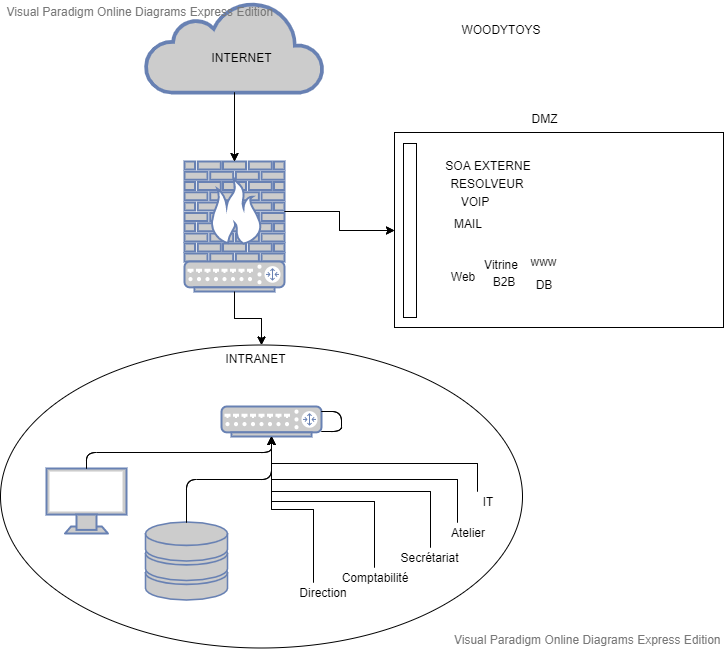 Visual Paradigm Online Diagrams Express Edition
WOODYTOYS
INTERNET
DMZ
SOA EXTERNE
RESOLVEUR
VOIP
MAIL
Web
Vitrine
B2B
www
DB
INTRANET
IT
Atelier
Secrétariat
Comptabilité
Direction
Visual Paradigm Online Diagrams Express Edition